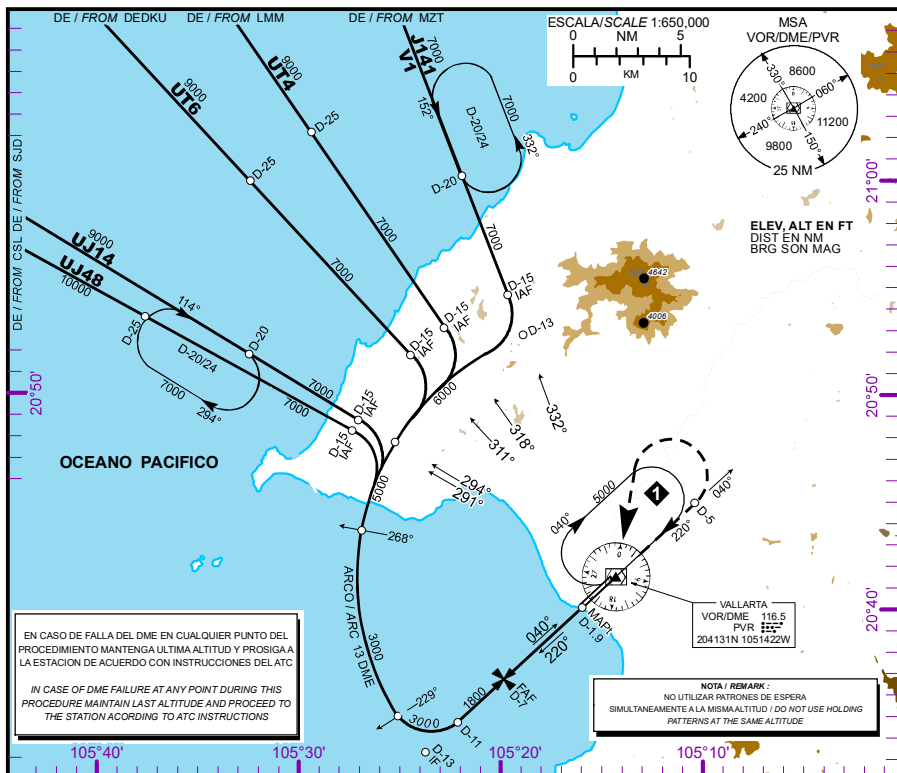 DE / FROM DEDKU
DE / FROM LMM
DE / FROM MZT
ESCALA/SCALE 1:650,000
0 NM 5
0 KM 10
MSA
VOR/DME/PVR
330°
8600
060°
4200
11200
240°
9800
150°
25 NM
ELEV, ALT EN FT
DIST EN NM
BRG SON MAG
21°00'
20°50'
20°40'
9000
UT6
D-25
7000
D-15
IAF
9000
UT4
D-25
7000
D-15
IAF
7000
J141
V1
152°
D-20/24
7000
332°
D-20
7000
D-15
IAF
D-13
4642
4006
DE / FROM CSL DE / FROM SJDI
9000
UJ14
UJ48
10000
114°
D-25
D-20
D-20/24
7000
294°
7000
7000
D-15
IAF
D-15
IAF
6000
5000
332°
318°
311°
294°
291°
268°
20°50'
OCEANO PACIFICO
ARCO / ARC 13 DME
3000
229°
3000
D-11
D-13
IF
1800
FAF
D-7
040°
220°
MAPt
D-1.9
040°
5000
1
040°
D-5
220°
0
9
18
27
VALLARTA
VOR/DME 116.5
PVR
204131N 1051422W
EN CASO DE FALLA DEL DME EN CUALQUIER PUNTO DEL
PROCEDIMIENTO MANTENGA ULTIMA ALTITUD Y PROSIGA A
LA ESTACION DE ACUERDO CON INSTRUCCIONES DEL ATC
IN CASE OF DME FAILURE AT ANY POINT DURING THIS
PROCEDURE MAINTAIN LAST ALTITUDE AND PROCEED TO
THE STATION ACORDING TO ATC INSTRUCTIONS
NOTA / REMARK :
NO UTILIZAR PATRONES DE ESPERA
SIMULTANEAMENTE A LA MISMA ALTITUD / DO NOT USE HOLDING
PATTERNS AT THE SAME ALTITUDE
105°40'
105°30'
105°20'
105°10'